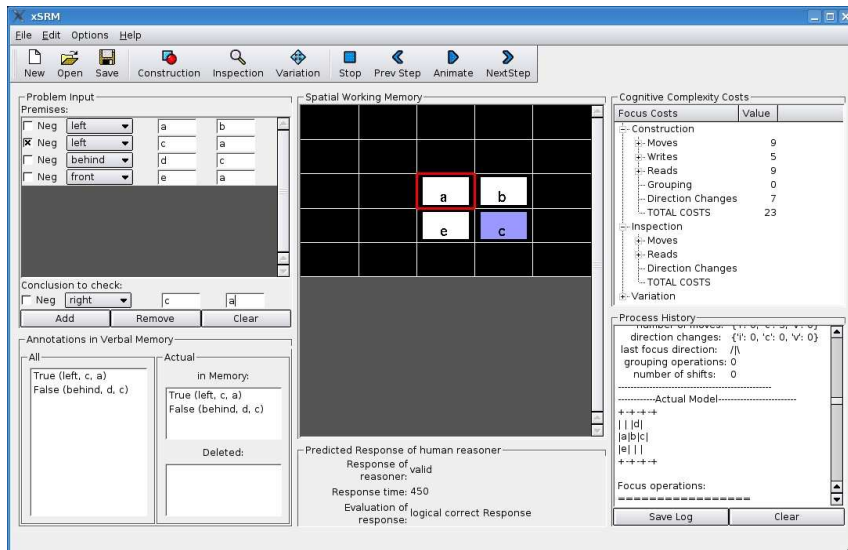 xSRM
File Edit Options Help
New Open Save Construction Inspection Variation Stop Prev Step Animate NextStep
Problem Input
Premises:
Neg left a b
Neg left c a
Neg behind d c
Neg front e a
Conclusion to check:
Neg right c a
Add Remove Clear
Annotations in Verbal Memory
All
True (left, c, a)
False (behind, d, c)
Actual
in Memory:
True (left, c, a)
False (behind, d, c)
Deleted:
Spatial Working Memory
a b
e c
Predicted Response of human reasoner
Response of reasoner: valid
Response time: 450
Evaluation of response: logical correct Response
Cognitive Complexity Costs
Focus Costs Value
Construction
Moves 9
Writes 5
Reads 9
Grouping 0
Direction Changes 7
TOTAL COSTS 23
Inspection
Moves
Reads
Direction Changes
TOTAL COSTS
Variation
Process History
direction changes: {'i': 0, 'c': 0, 'v': 0}
last focus direction: /|\
grouping operations: 0
number of shifts: 0
------------Actual Model------------------------
+-+-+-+
| | |d|
|a|b|c|
|e| | |
+-+-+-+
Focus operations:
==================
Save Log Clear